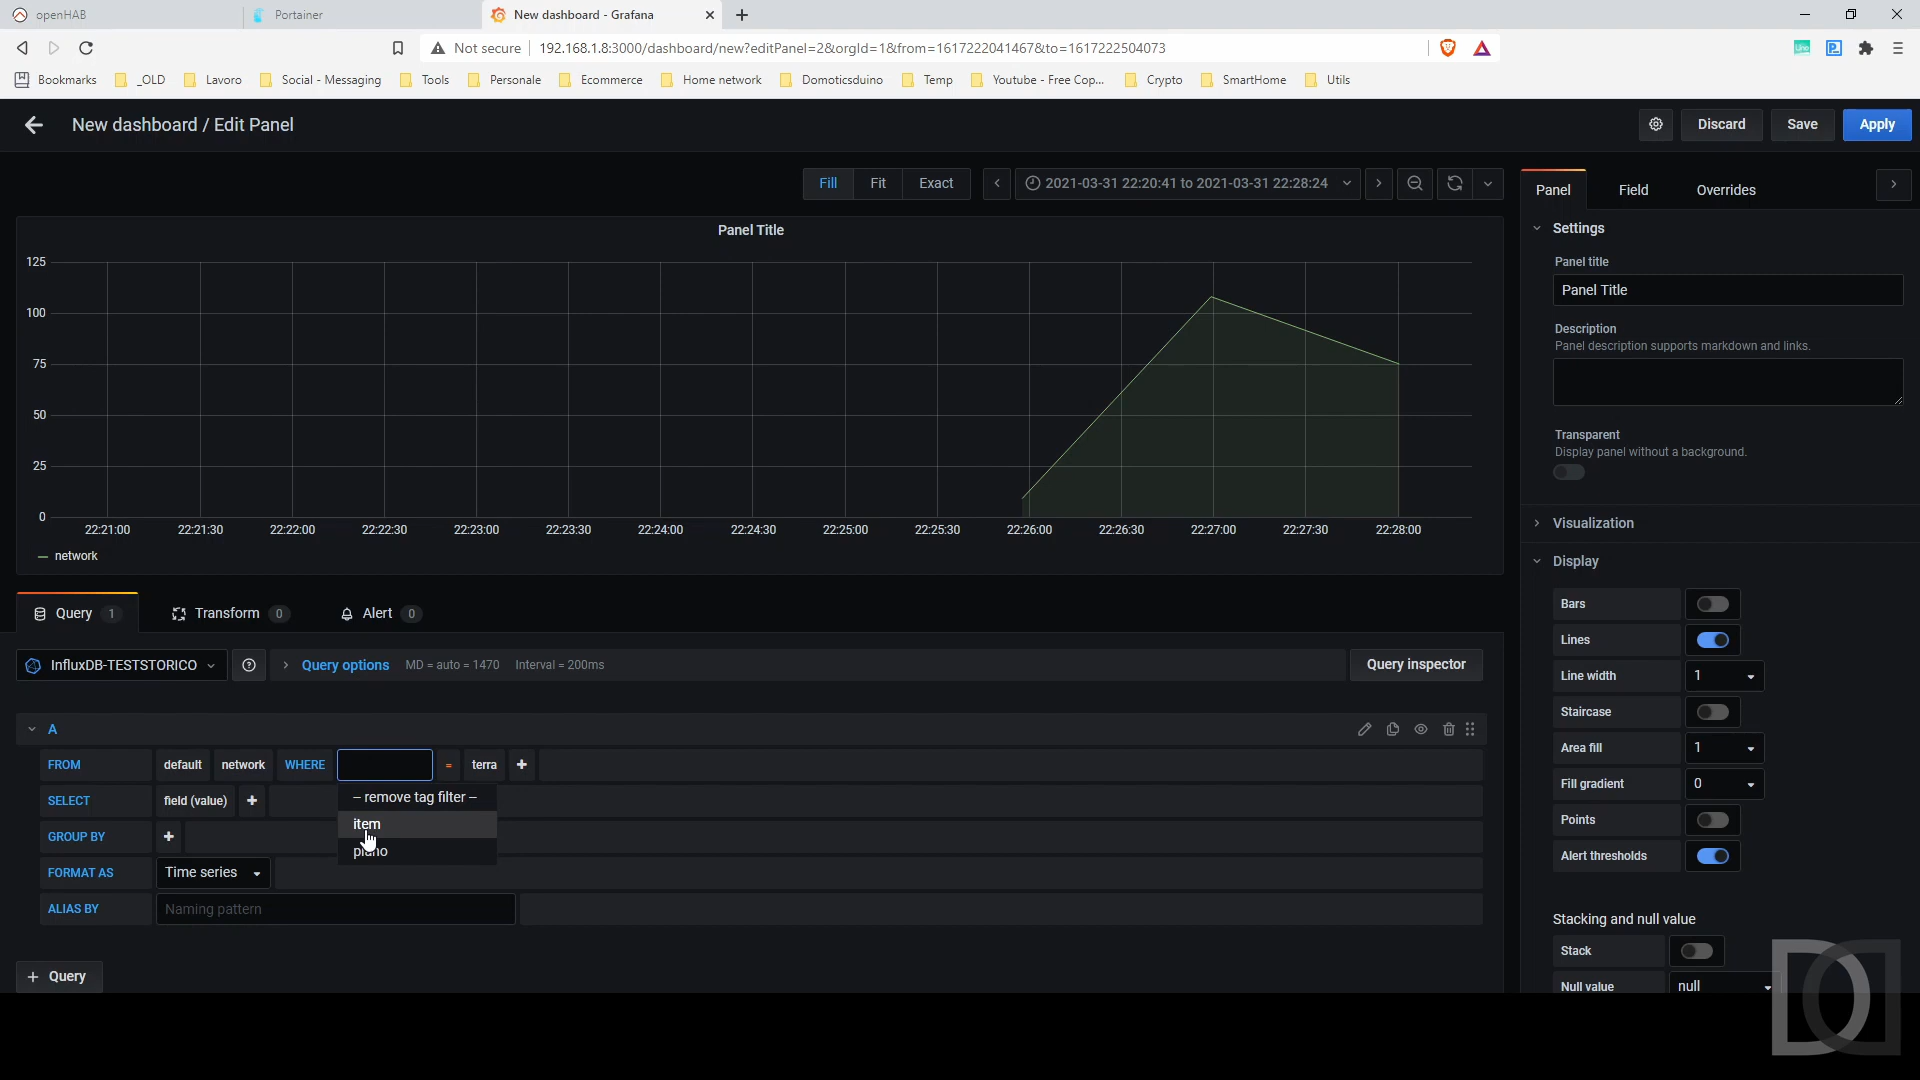 openHAB
Portainer
New dashboard - Grafana
Not secure
192.168.1.8:3000/dashboard/new?editPanel=2&orgId=1&from=1617222041467&to=1617222504073
Bookmarks
_OLD
Lavoro
Social - Messaging
Tools
Personale
Ecommerce
Home network
Domoticsduino
Temp
Youtube - Free Cop...
Crypto
SmartHome
Utils
New dashboard / Edit Panel
Discard
Save
Apply
Fill
Fit
Exact
2021-03-31 22:20:41 to 2021-03-31 22:28:24
Panel
Field
Overrides
Panel Title
125
100
75
50
25
0
22:21:00
22:21:30
22:22:00
22:22:30
22:23:00
22:23:30
22:24:00
22:24:30
22:25:00
22:25:30
22:26:00
22:26:30
22:27:00
22:27:30
22:28:00
network
Settings
Panel title
Panel Title
Description
Panel description supports markdown and links.
Transparent
Display panel without a background.
Visualization
Display
Bars
Lines
Line width
1
Staircase
Area fill
1
Fill gradient
0
Points
Alert thresholds
Stacking and null value
Stack
Null value
null
Query 1
Transform 0
Alert 0
InfluxDB-TESTSTORICO
Query options
MD = auto = 1470
Interval = 200ms
Query inspector
A
FROM default network WHERE = terra +
-- remove tag filter --
item
piano
SELECT field (value) +
GROUP BY +
FORMAT AS Time series
ALIAS BY Naming pattern
+ Query